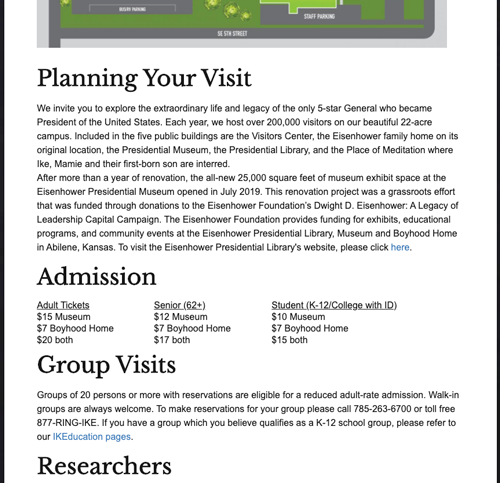 BUS/RV PARKING
STAFF PARKING
SE 5TH STREET
Planning Your Visit
We invite you to explore the extraordinary life and legacy of the only 5-star General who became
President of the United States. Each year, we host over 200,000 visitors on our beautiful 22-acre
campus. Included in the five public buildings are the Visitors Center, the Eisenhower family home on its
original location, the Presidential Museum, the Presidential Library, and the Place of Meditation where
Ike, Mamie and their first-born son are interred.
After more than a year of renovation, the all-new 25,000 square feet of museum exhibit space at the
Eisenhower Presidential Museum opened in July 2019. This renovation project was a grassroots effort
that was funded through donations to the Eisenhower Foundation's Dwight D. Eisenhower: A Legacy of
Leadership Capital Campaign. The Eisenhower Foundation provides funding for exhibits, educational
programs, and community events at the Eisenhower Presidential Library, Museum and Boyhood Home
in Abilene, Kansas. To visit the Eisenhower Presidential Library's website, please click here.
Admission
Adult Tickets Senior (62+) Student (K-12/College with ID)
$15 Museum $12 Museum $10 Museum
$7 Boyhood Home $7 Boyhood Home $7 Boyhood Home
$20 both $17 both $15 both
Group Visits
Groups of 20 persons or more with reservations are eligible for a reduced adult-rate admission. Walk-in
groups are always welcome. To make reservations for your group please call 785-263-6700 or toll free
877-RING-IKE. If you have a group which you believe qualifies as a K-12 school group, please refer to
our IKEducation pages.
Researchers